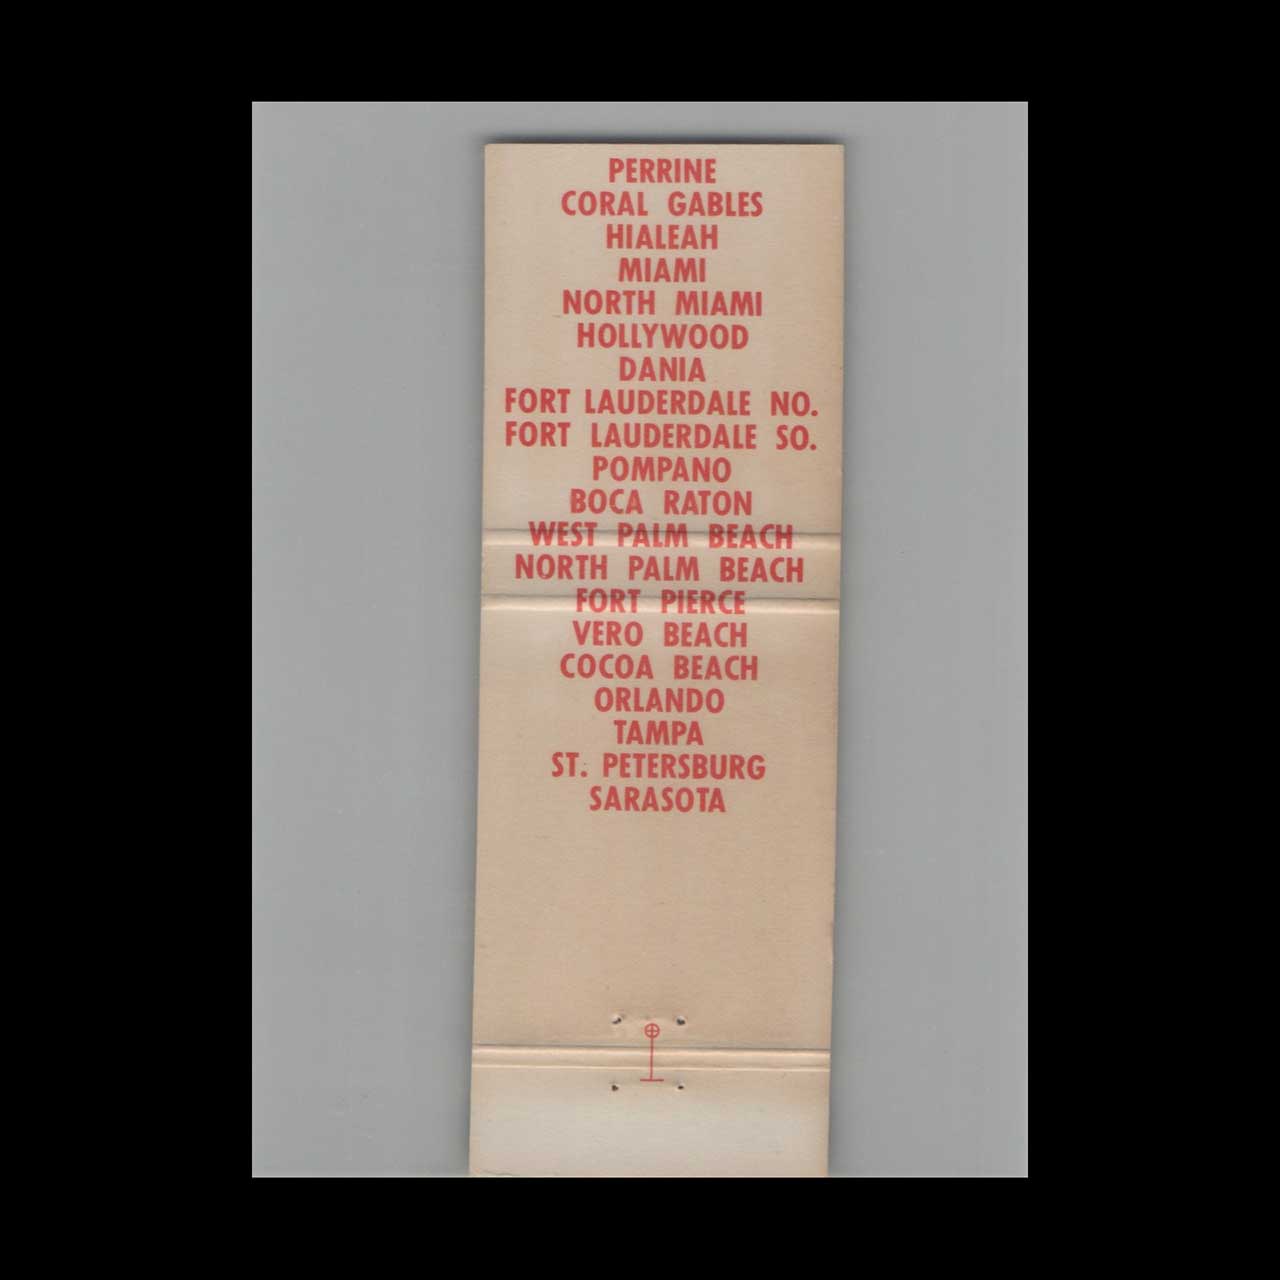 PERRINE
CORAL GABLES
HIALEAH
MIAMI
NORTH MIAMI
HOLLYWOOD
DANIA
FORT LAUDERDALE NO.
FORT LAUDERDALE SO.
POMPANO
BOCA RATON
WEST PALM BEACH
NORTH PALM BEACH
FORT PIERCE
VERO BEACH
COCOA BEACH
ORLANDO
TAMPA
ST. PETERSBURG
SARASOTA